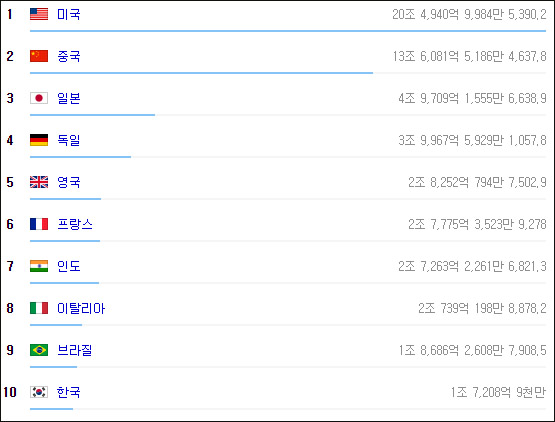 1 미국 20조 4,940억 9,984만 5,390,2
2 중국 13조 6,081억 5,186만 4,637,8
3 일본 4조 9,709억 1,555만 6,638,9
4 독일 3조 9,967억 5,929만 1,057,8
5 영국 2조 8,252억 794만 7,502,9
6 프랑스 2조 7,775억 3,523만 9,278
7 인도 2조 7,263억 2,261만 6,821,3
8 이탈리아 2조 739억 198만 8,878,2
9 브라질 1조 8,686억 2,608만 7,908,5
10 한국 1조 7,208억 9천만